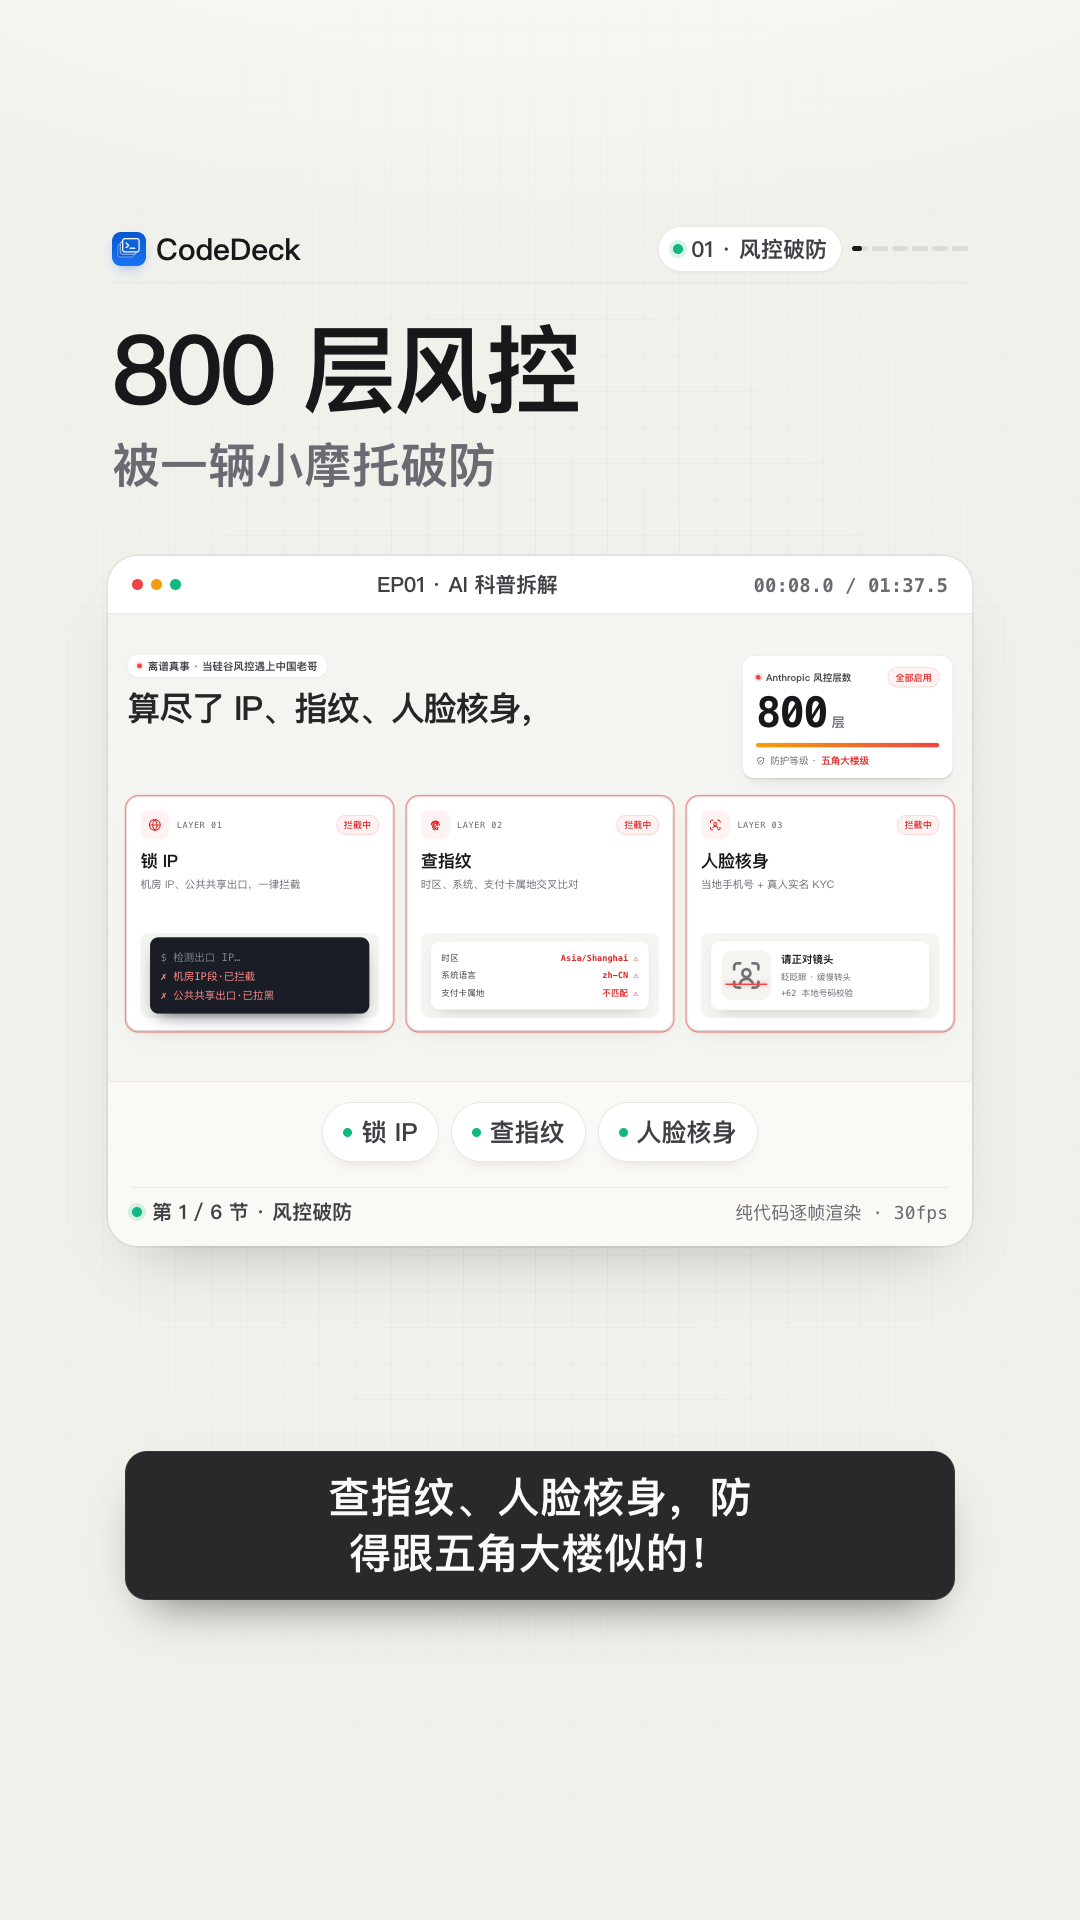 CodeDeck
01 · 风控破防
800 层风控
被一辆小摩托破防
EP01 · AI 科普拆解
00:08.0 / 01:37.5
离谱真事 · 当硅谷风控遇上中国老哥
算尽了 IP、指纹、人脸核身,
Anthropic 风控层数
全部启用
800 层
防护等级 · 五角大楼级
LAYER 01
拦截中
锁 IP
机房 IP、公共共享出口，一律拦截
$ 检测出口 IP…
✗ 机房IP段·已拦截
✗ 公共共享出口·已拉黑
LAYER 02
拦截中
查指纹
时区、系统、支付卡属地交叉比对
时区 Asia/Shanghai ⚠
系统语言 zh-CN ⚠
支付卡属地 不匹配 ⚠
LAYER 03
拦截中
人脸核身
当地手机号 + 真人实名 KYC
请正对镜头
眨眨眼 · 缓慢转头
+62 本地号码校验
锁 IP
查指纹
人脸核身
第 1 / 6 节 · 风控破防
纯代码逐帧渲染 · 30fps
查指纹、人脸核身，防
得跟五角大楼似的！